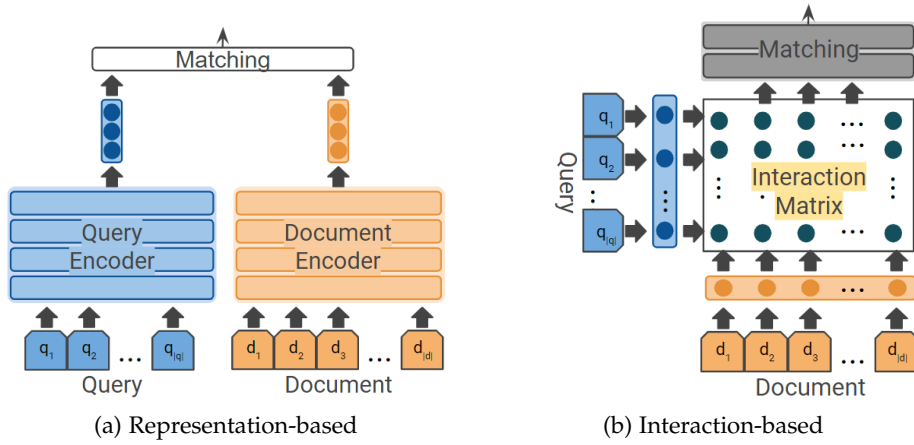 Matching
Query
Encoder
Document
Encoder
q1 q2 ... q|q|
d1 d2 d3 ... d|d|
Query
Document
(a) Representation-based
Matching
q1
q2
...
q|q|
Query
...
...
...
Interaction
Matrix
...
...
...
...
d1 d2 d3 ... d|d|
Document
(b) Interaction-based